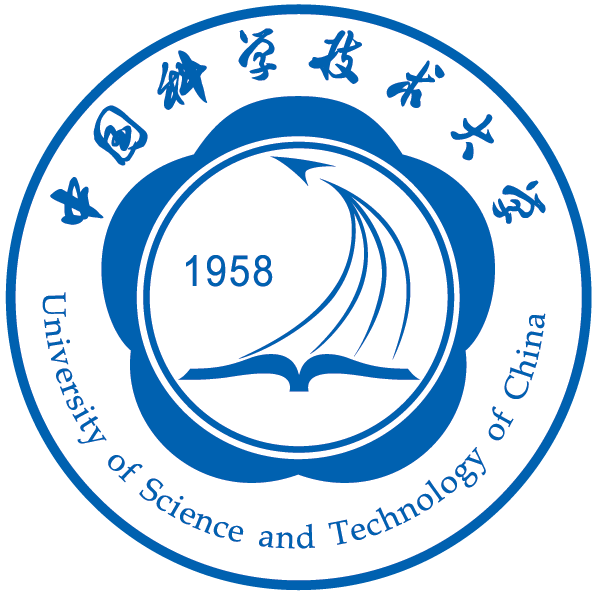 中国科学技术大学
1958
University of Science and Technology of China